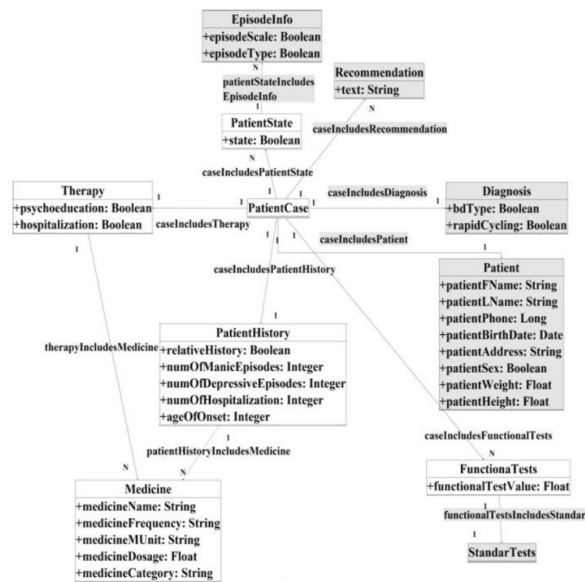 EpisodeInfo
+episodeScale: Boolean
+episodeType: Boolean
N
patientStateIncludes
EpisodeInfo
1
Recommendation
+text: String
N
caseIncludesRecommendation
PatientState
+state: Boolean
N
caseIncludesPatientState
1
1
Therapy
+psychoeducation: Boolean
+hospitalization: Boolean
1
1
caseIncludesTherapy
PatientCase
1
caseIncludesDiagnosis
1
Diagnosis
+bdType: Boolean
+rapidCycling: Boolean
1
1
1
1
caseIncludesPatient
1
caseIncludesPatientHistory
Patient
+patientFName: String
+patientLName: String
+patientPhone: Long
+patientBirthDate: Date
+patientAddress: String
+patientSex: Boolean
+patientWeight: Float
+patientHeight: Float
1
PatientHistory
+relativeHistory: Boolean
+numOfManicEpisodes: Integer
+numOfDepressiveEpisodes: Integer
+numOfHospitalization: Integer
+ageOfOnset: Integer
therapyIncludesMedicine
1
patientHistoryIncludesMedicine
N
N
caseIncludesFunctionalTests
N
FunctionaTests
+functionalTestValue: Float
1
functionalTestsIncludesStandar
1
StandarTests
Medicine
+medicineName: String
+medicineFrequency: String
+medicineMUnit: String
+medicineDosage: Float
+medicineCategory: String